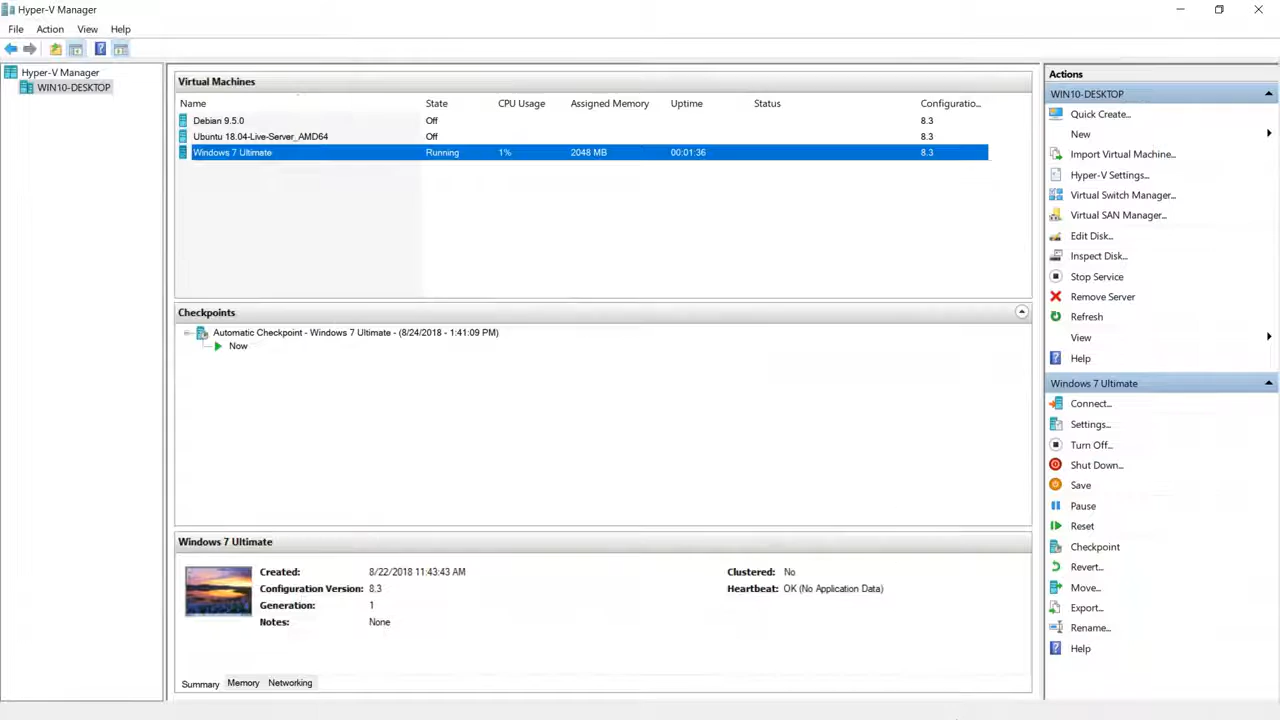 Hyper-V Manager
File Action View Help
Hyper-V Manager
WIN10-DESKTOP
Virtual Machines
Name State CPU Usage Assigned Memory Uptime Status Configuratio...
Debian 9.5.0 Off 8.3
Ubuntu 18.04-Live-Server_AMD64 Off 8.3
Windows 7 Ultimate Running 1% 2048 MB 00:01:36 8.3
Checkpoints
Automatic Checkpoint - Windows 7 Ultimate - (8/24/2018 - 1:41:09 PM)
Now
Windows 7 Ultimate
Created: 8/22/2018 11:43:43 AM Clustered: No
Configuration Version: 8.3 Heartbeat: OK (No Application Data)
Generation: 1
Notes: None
Summary Memory Networking
Actions
WIN10-DESKTOP
Quick Create...
New
Import Virtual Machine...
Hyper-V Settings...
Virtual Switch Manager...
Virtual SAN Manager...
Edit Disk...
Inspect Disk...
Stop Service
Remove Server
Refresh
View
Help
Windows 7 Ultimate
Connect...
Settings...
Turn Off...
Shut Down...
Save
Pause
Reset
Checkpoint
Revert...
Move...
Export...
Rename...
Help